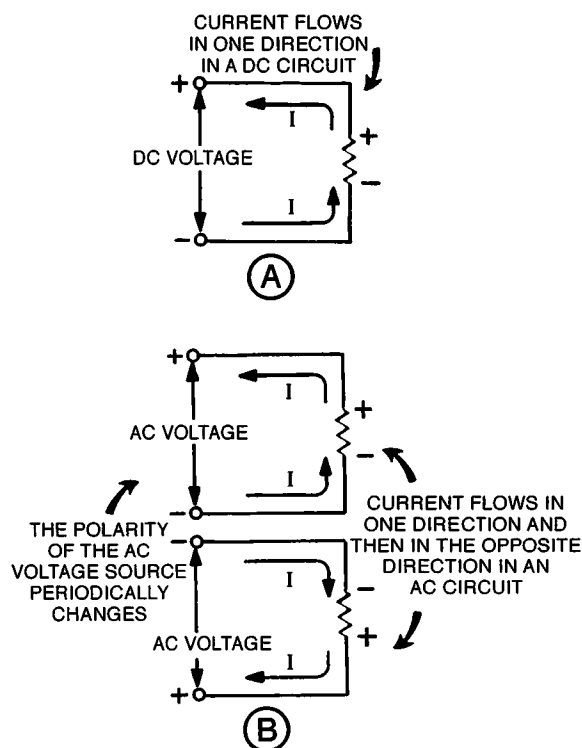 CURRENT FLOWS
IN ONE DIRECTION
IN A DC CIRCUIT
+
I
+
DC VOLTAGE
−
I
−
A
+
I
+
AC VOLTAGE
−
I
−
THE POLARITY
OF THE AC
VOLTAGE SOURCE
PERIODICALLY
CHANGES
CURRENT FLOWS IN
ONE DIRECTION AND
THEN IN THE OPPOSITE
DIRECTION IN AN
AC CIRCUIT
−
I
−
+
AC VOLTAGE
I
+
B